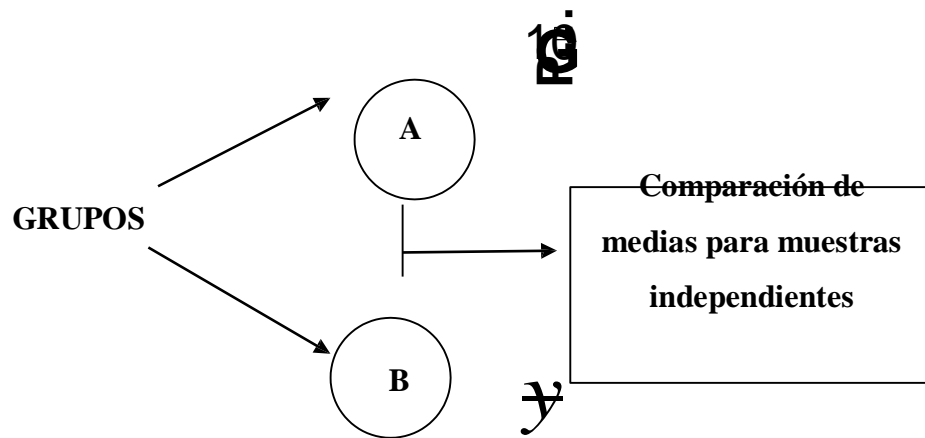 A
GRUPOS
Comparación de
medias para muestras
independientes
B
y